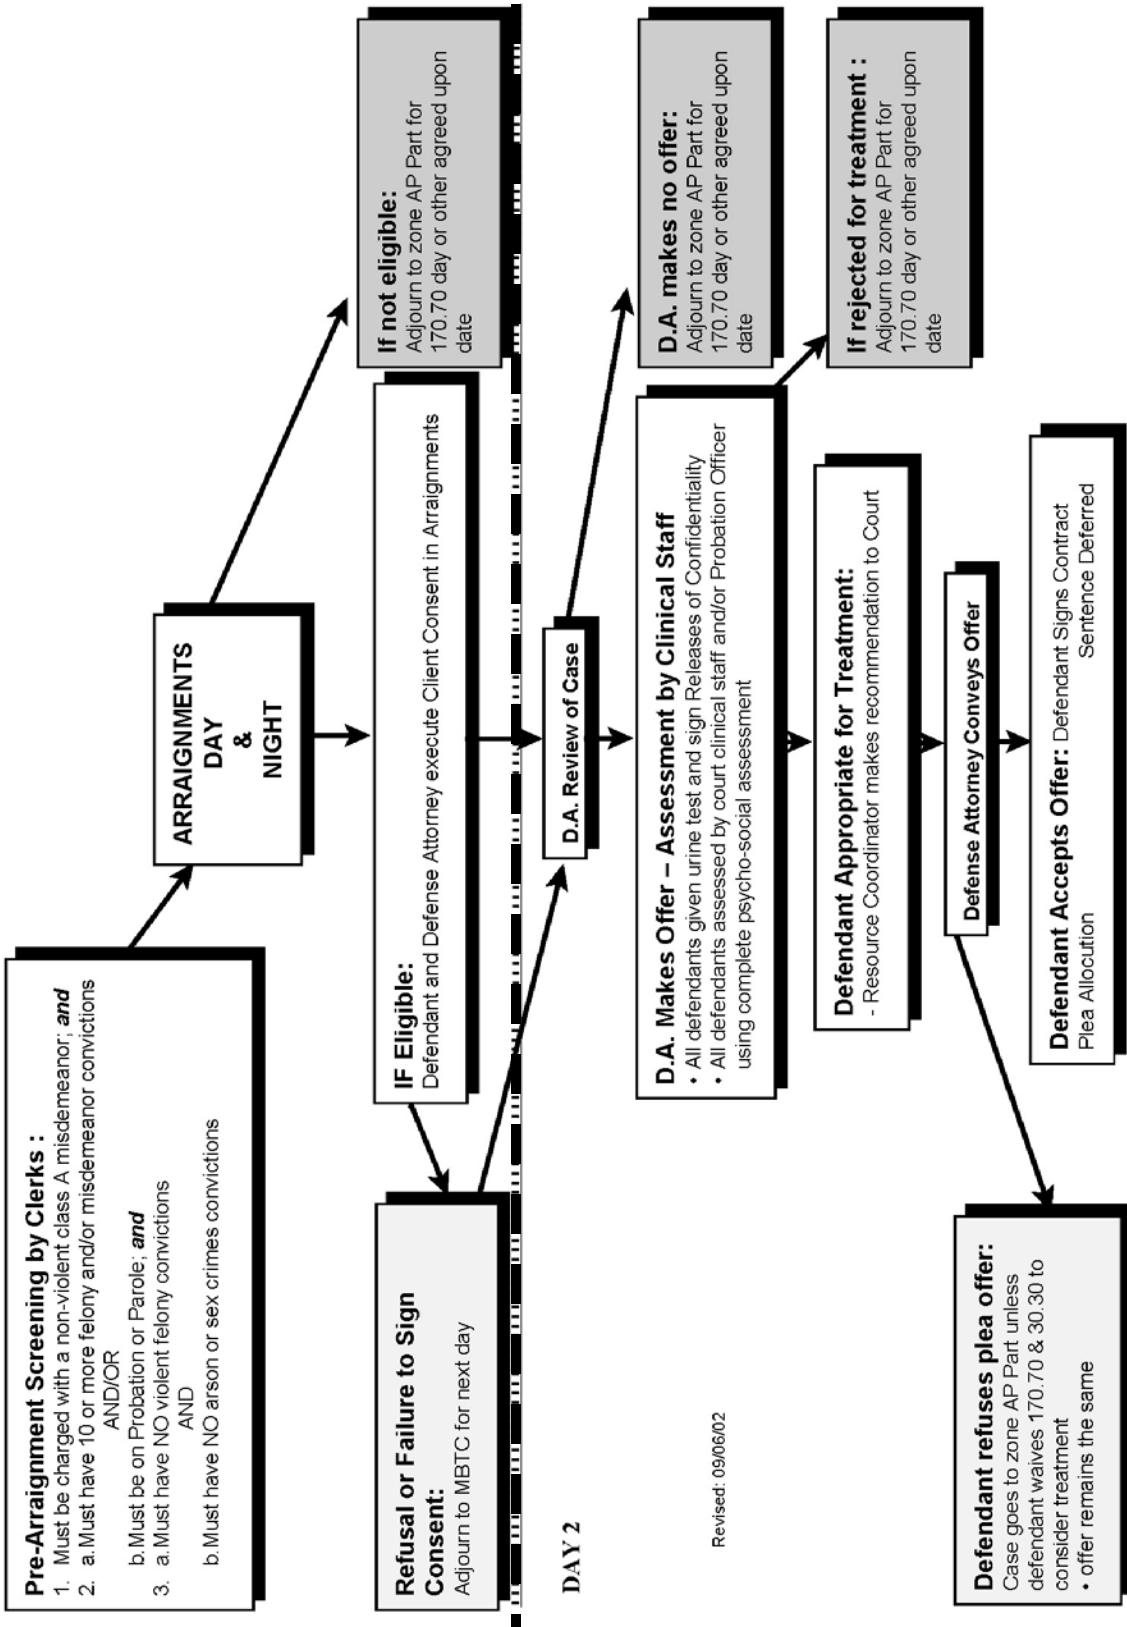 Pre-Arraignment Screening by Clerks :
1. Must be charged with a non-violent class A misdemeanor; and
2. a.Must have 10 or more felony and/or misdemeanor convictions
AND/OR
b.Must be on Probation or Parole; and
3. a.Must have NO violent felony convictions
AND
b.Must have NO arson or sex crimes convictions
ARRAIGNMENTS
DAY
&
NIGHT
If not eligible:
Adjourn to zone AP Part for
170.70 day or other agreed upon
date
IF Eligible:
Defendant and Defense Attorney execute Client Consent in Arraignments
Refusal or Failure to Sign
Consent:
Adjourn to MBTC for next day
DAY 2
D.A. Review of Case
D.A. makes no offer:
Adjourn to zone AP Part for
170.70 day or other agreed upon
date
D.A. Makes Offer – Assessment by Clinical Staff
• All defendants given urine test and sign Releases of Confidentiality
• All defendants assessed by court clinical staff and/or Probation Officer
using complete psycho-social assessment
If rejected for treatment :
Adjourn to zone AP Part for
170.70 day or other agreed upon
date
Revised: 09/06/02
Defendant Appropriate for Treatment:
- Resource Coordinator makes recommendation to Court
Defense Attorney Conveys Offer
Defendant refuses plea offer:
Case goes to zone AP Part unless
defendant waives 170.70 & 30.30 to
consider treatment
• offer remains the same
Defendant Accepts Offer: Defendant Signs Contract
Plea Allocution Sentence Deferred